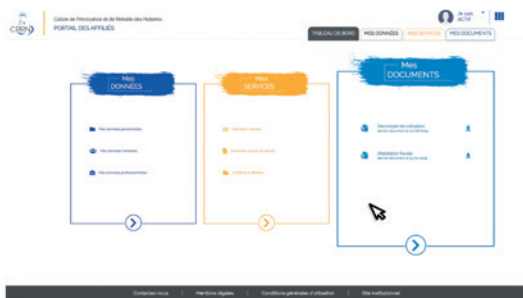 CPRN
Caisse de Prévoyance et de Retraite des Notaires
PORTAIL DES AFFILIÉS
Je suis
ACTIF
TABLEAU DE BORD
MES DONNÉES
MES SERVICES
MES DOCUMENTS
Mes
DONNÉES
Mes données personnelles
Mes données familiales
Mes données professionnelles
Mes
SERVICES
Mes
DOCUMENTS
Décompte de cotisation
Attestation fiscale
Contactez-nous
Mentions légales
Conditions générales d'utilisation
Site institutionnel